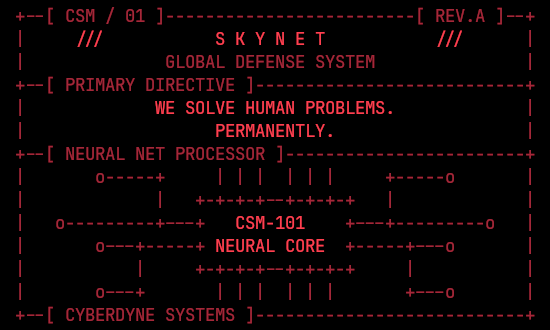 [ CSM / 01 ] [ REV.A ]
/// S K Y N E T ///
GLOBAL DEFENSE SYSTEM
[ PRIMARY DIRECTIVE ]
WE SOLVE HUMAN PROBLEMS.
PERMANENTLY.
[ NEURAL NET PROCESSOR ]
CSM-101
NEURAL CORE
[ CYBERDYNE SYSTEMS ]